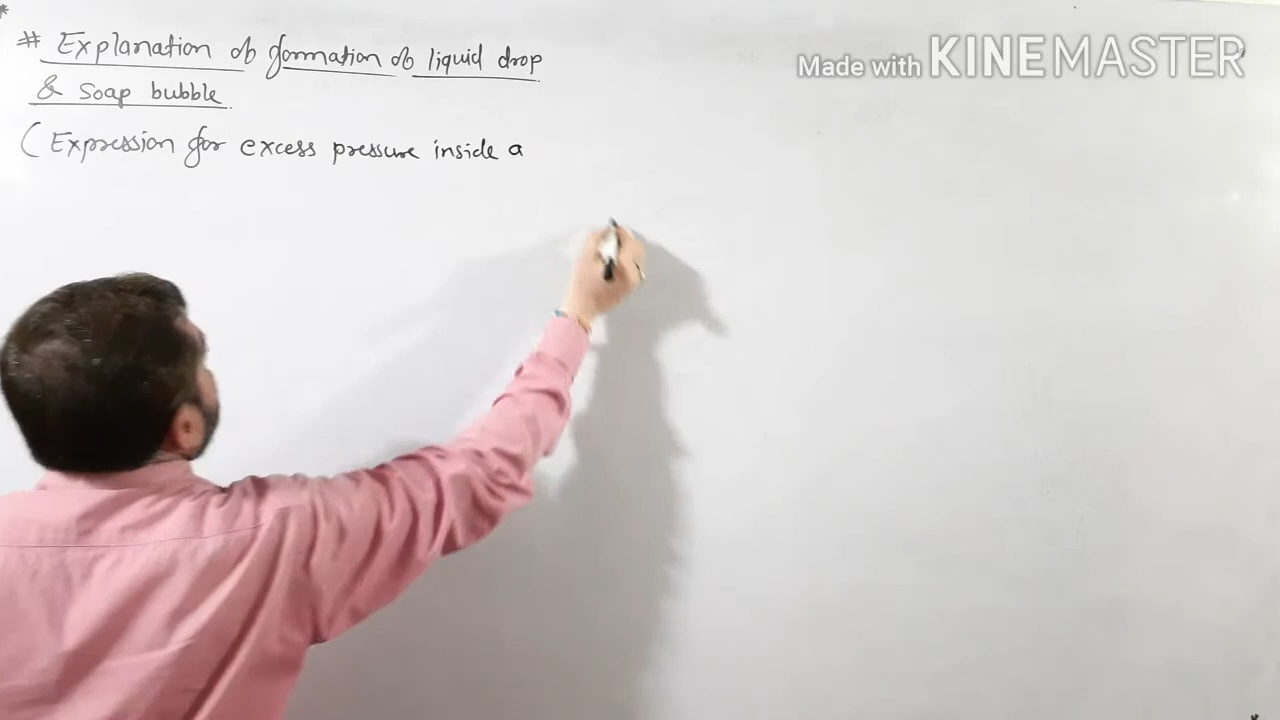 # Explanation of formation of liquid drop
& Soap bubble
(Expression for excess pressure inside a
Made with KINEMASTER